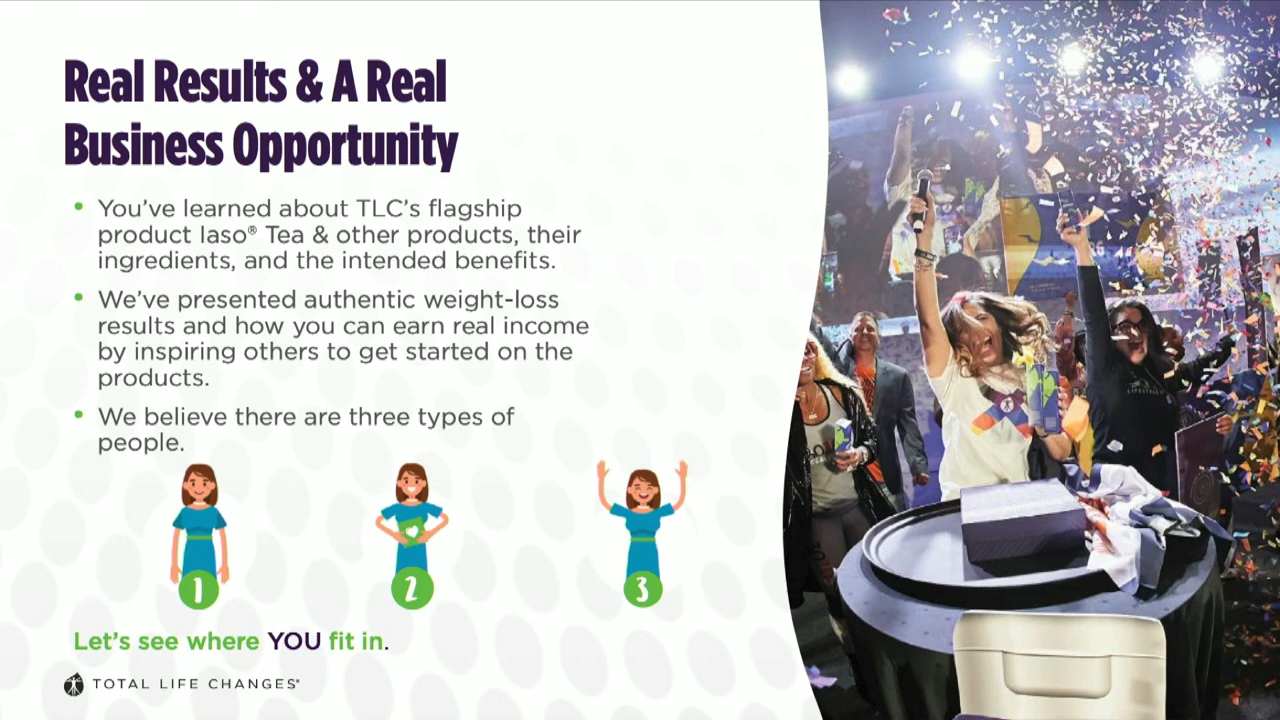 Real Results & A Real
Business Opportunity
• You’ve learned about TLC’s flagship
product Iaso® Tea & other products, their
ingredients, and the intended benefits.
• We’ve presented authentic weight-loss
results and how you can earn real income
by inspiring others to get started on the
products.
• We believe there are three types of
people.
1 2 3
Let’s see where YOU fit in.
TOTAL LIFE CHANGES®